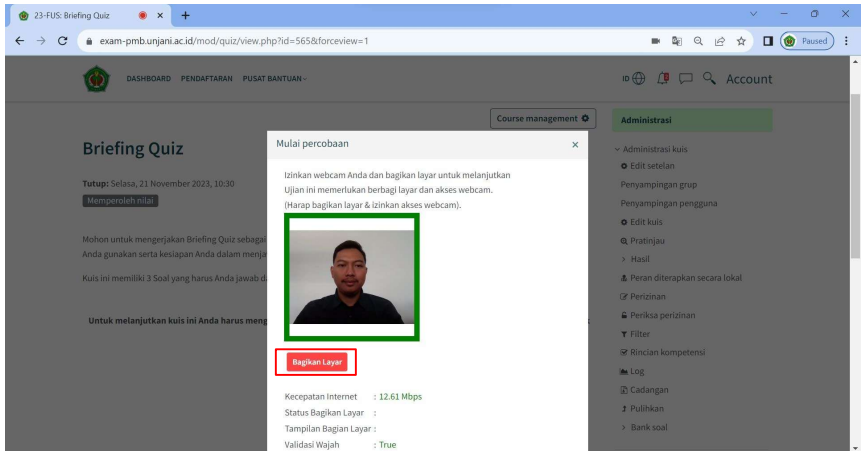 23-FUS: Briefing Quiz
exam-pmb.unjani.ac.id/mod/quiz/view.php?id=565&forceview=1
Paused
DASHBOARD PENDAFTARAN PUSAT BANTUAN
ID
Account
Course management
Briefing Quiz
Tutup: Selasa, 21 November 2023, 10:30
Memperoleh nilai
Mohon untuk mengerjakan Briefing Quiz sebagai
Anda gunakan serta kesiapan Anda dalam menja
Kuis ini memiliki 3 Soal yang harus Anda jawab d
Untuk melanjutkan kuis ini Anda harus meng
Mulai percobaan
×
Izinkan webcam Anda dan bagikan layar untuk melanjutkan
Ujian ini memerlukan berbagi layar dan akses webcam.
(Harap bagikan layar & izinkan akses webcam).
Bagikan Layar
Kecepatan Internet : 12.61 Mbps
Status Bagikan Layar :
Tampilan Bagian Layar :
Validasi Wajah : True
Administrasi
Administrasi kuis
Edit setelan
Penyampingan grup
Penyampingan pengguna
Edit kuis
Pratinjau
Hasil
Peran diterapkan secara lokal
Perizinan
Periksa perizinan
Filter
Rincian kompetensi
Log
Cadangan
Pulihkan
Bank soal